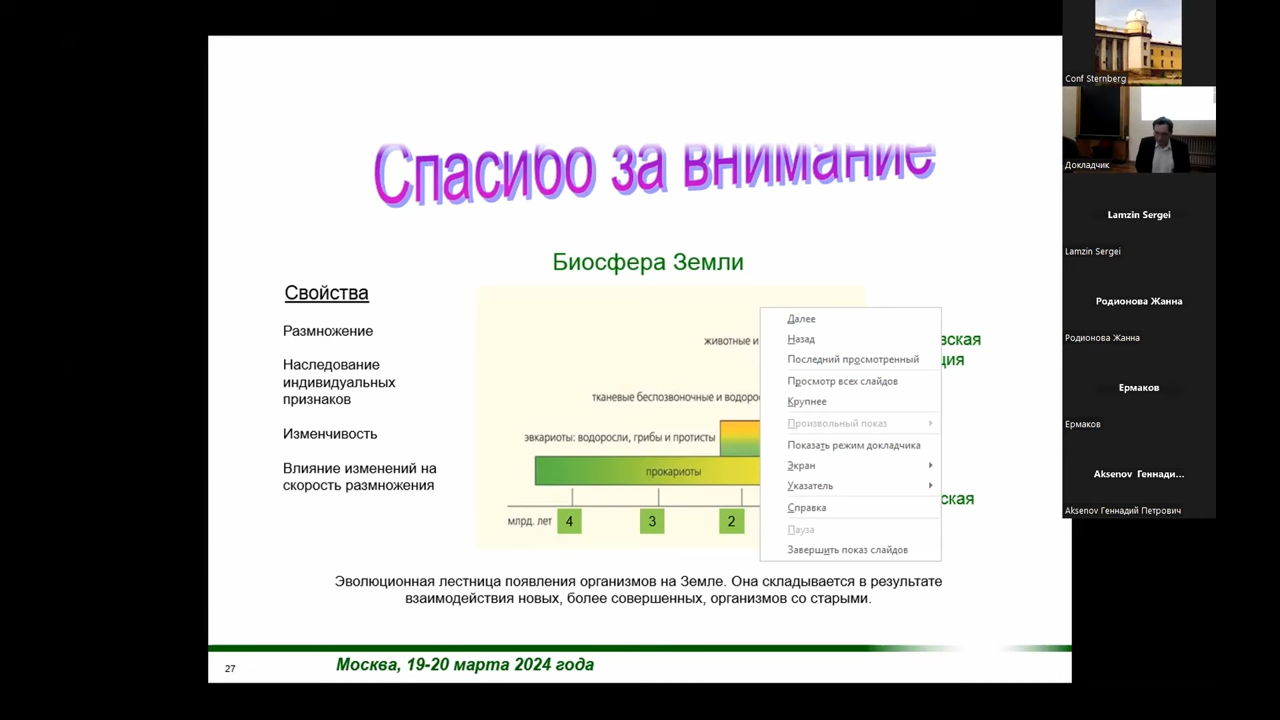 Спасибо за внимание
Биосфера Земли
Свойства
Размножение
Наследование
индивидуальных
признаков
Изменчивость
Влияние изменений на
скорость размножения
животные и
тканевые беспозвоночные и
эвкариоты: водоросли, грибы и протисты
прокариоты
млрд. лет
4
3
2
Далее
Назад
Последний просмотренный
Просмотр всех слайдов
Крупнее
Произвольный показ
Показать режим докладчика
Экран
Указатель
Справка
Пауза
Завершить показ слайдов
Эволюционная лестница появления организмов на Земле. Она складывается в результате
взаимодействия новых, более совершенных, организмов со старыми.
27
Москва, 19-20 марта 2024 года
Conf Sternberg
Докладчик
Lamzin Sergei
Lamzin Sergei
Родионова Жанна
Родионова Жанна
Ермаков
Ермаков
Aksenov Геннади...
Aksenov Геннадий Петрович